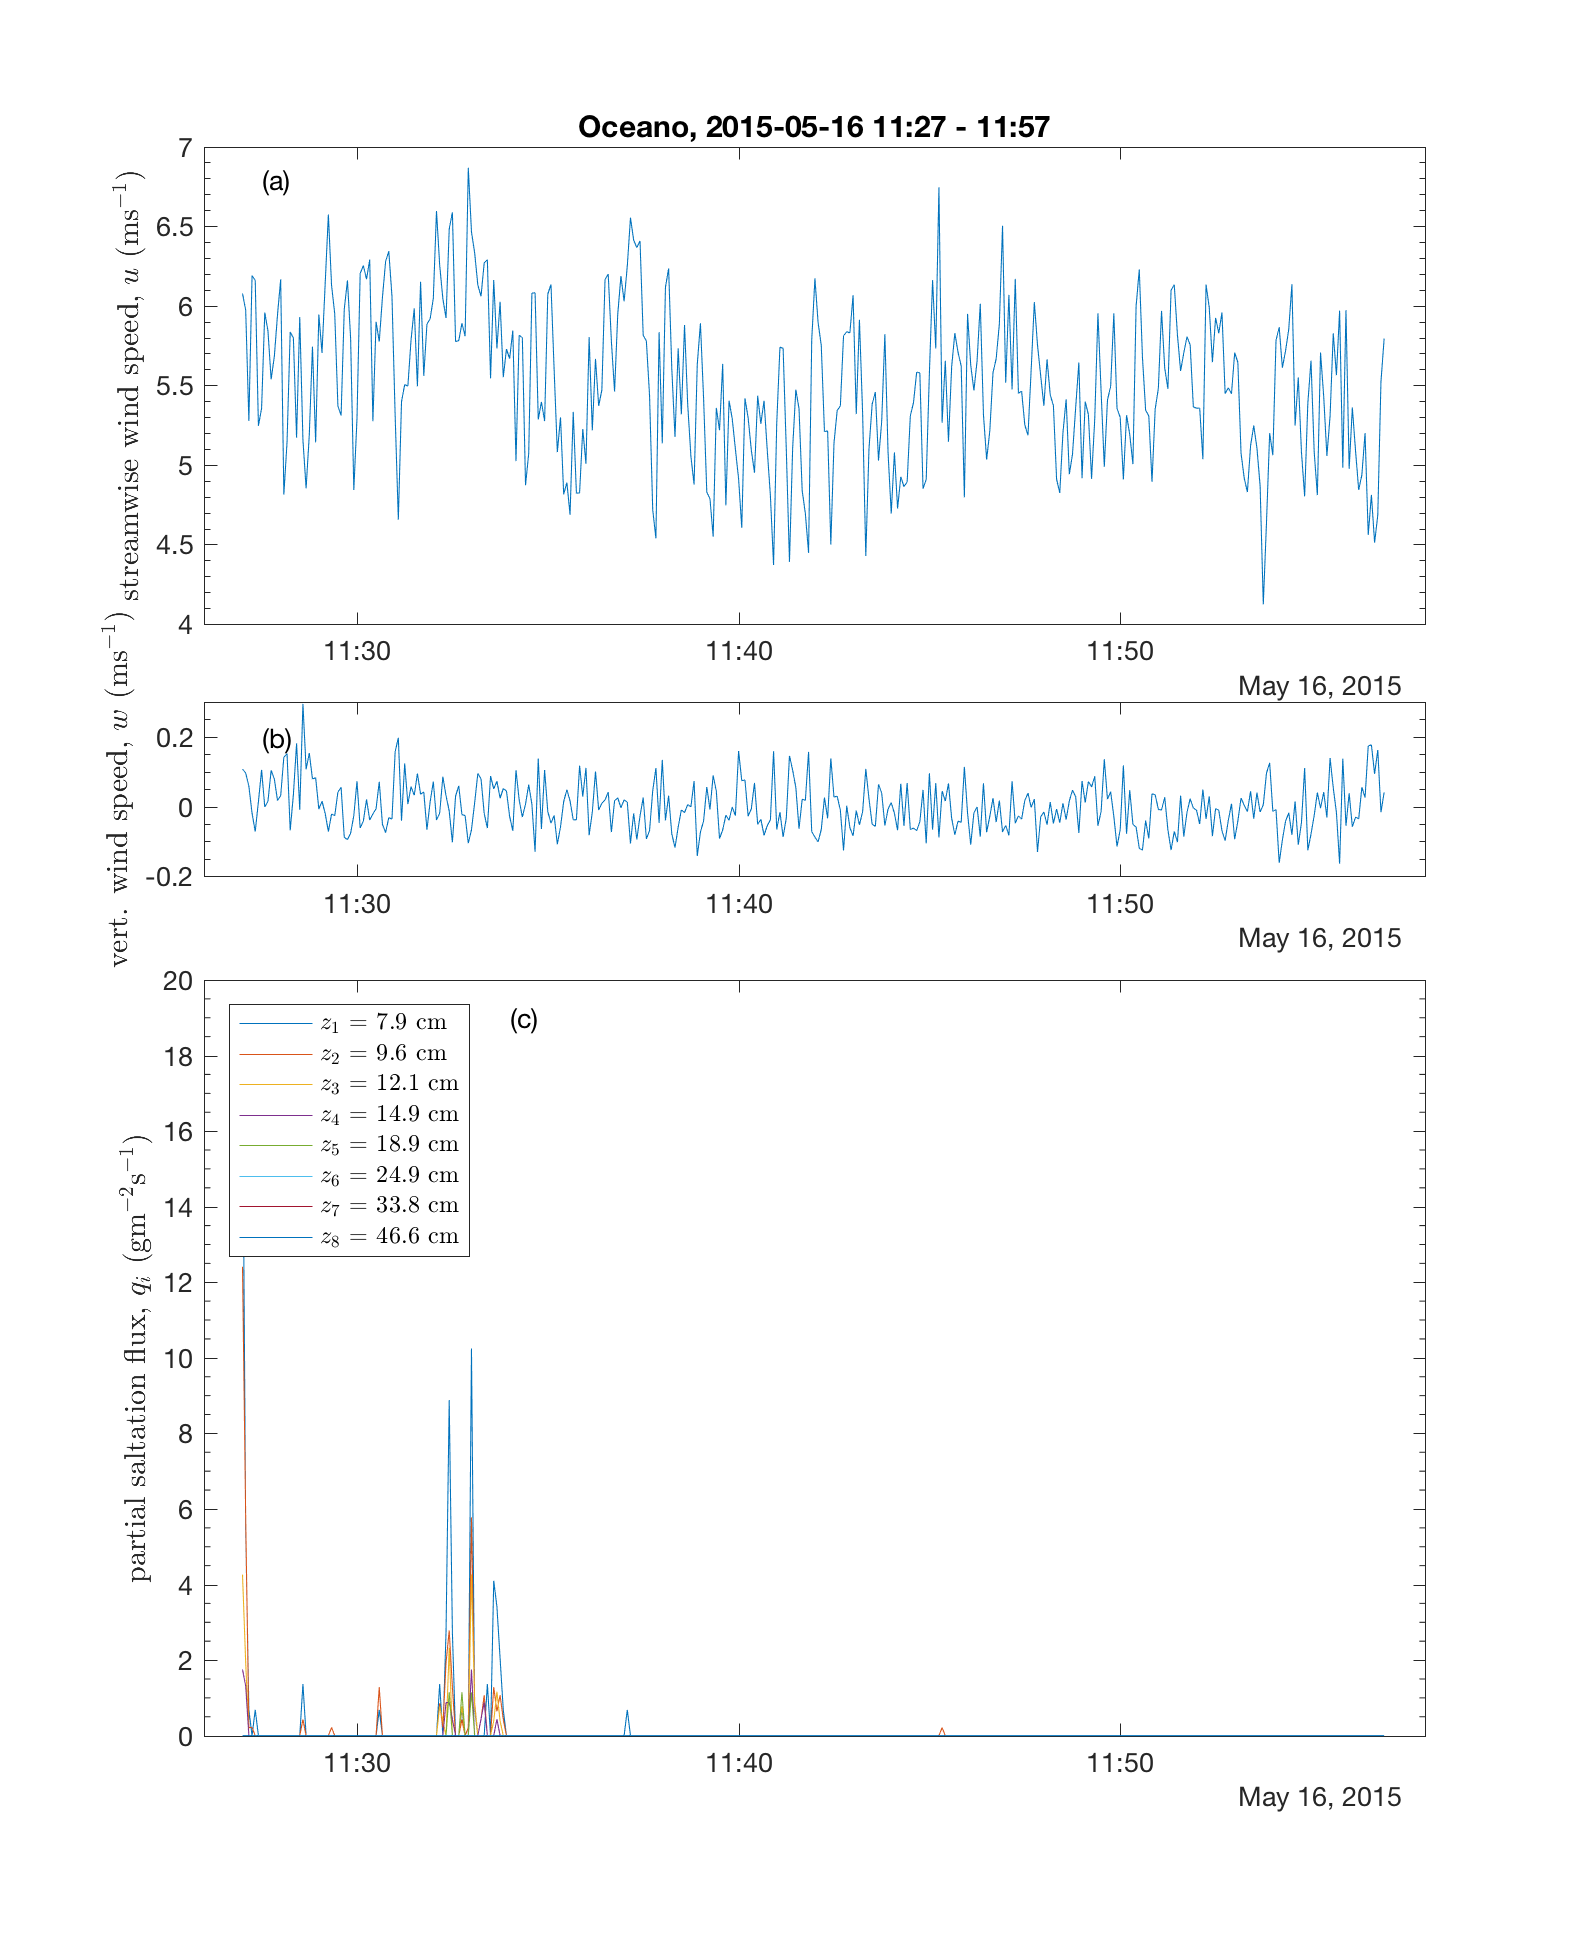 Oceano, 2015-05-16 11:27 - 11:57
(a)
streamwise wind speed, u (ms⁻¹)
7
6.5
6
5.5
5
4.5
4
11:30 11:40 11:50
May 16, 2015
(b)
vert. wind speed, w (ms⁻¹)
0.2
0
-0.2
11:30 11:40 11:50
May 16, 2015
(c)
partial saltation flux, qᵢ (gm⁻²s⁻¹)
20
18
16
14
12
10
8
6
4
2
0
z₁ = 7.9 cm
z₂ = 9.6 cm
z₃ = 12.1 cm
z₄ = 14.9 cm
z₅ = 18.9 cm
z₆ = 24.9 cm
z₇ = 33.8 cm
z₈ = 46.6 cm
11:30 11:40 11:50
May 16, 2015